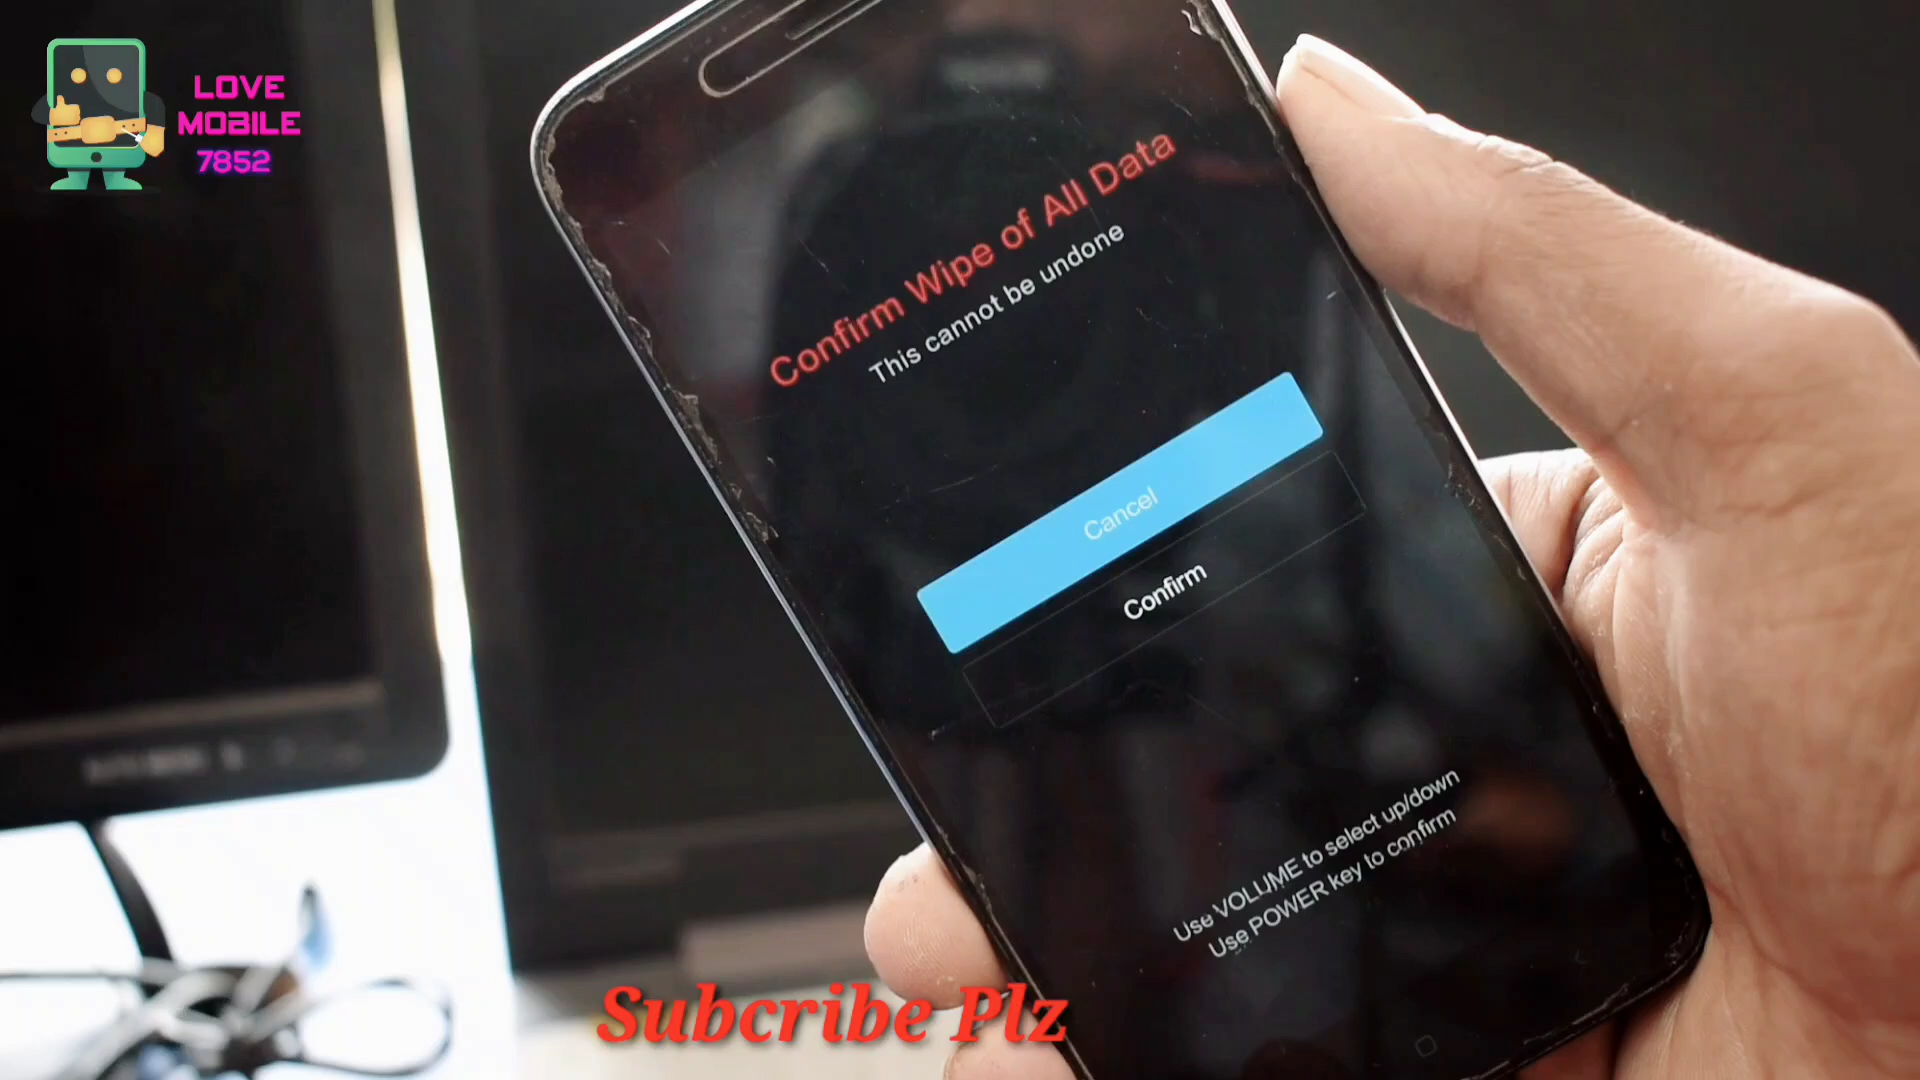 LOVE
MOBILE
7852
Confirm Wipe of All Data
This cannot be undone
Cancel
Confirm
Use VOLUME to select up/down
Use POWER key to confirm
Subcribe Plz